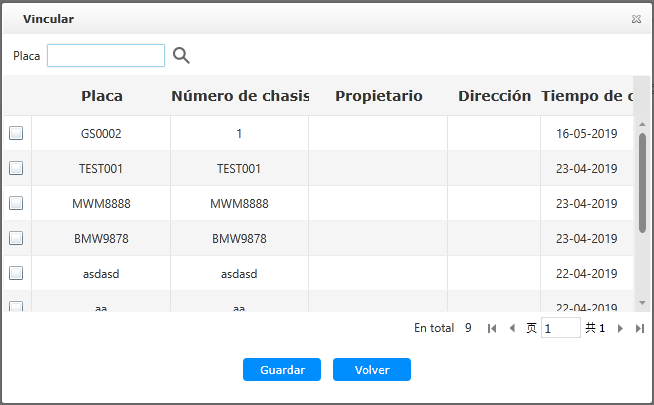 Vincular
Placa
Placa Número de chasis Propietario Dirección Tiempo de c
GS0002 1 16-05-2019
TEST001 TEST001 23-04-2019
MWM8888 MWM8888 23-04-2019
BMW9878 BMW9878 23-04-2019
asdasd asdasd 22-04-2019
aa aa 22-04-2019
En total 9 页 1 共 1
Guardar Volver